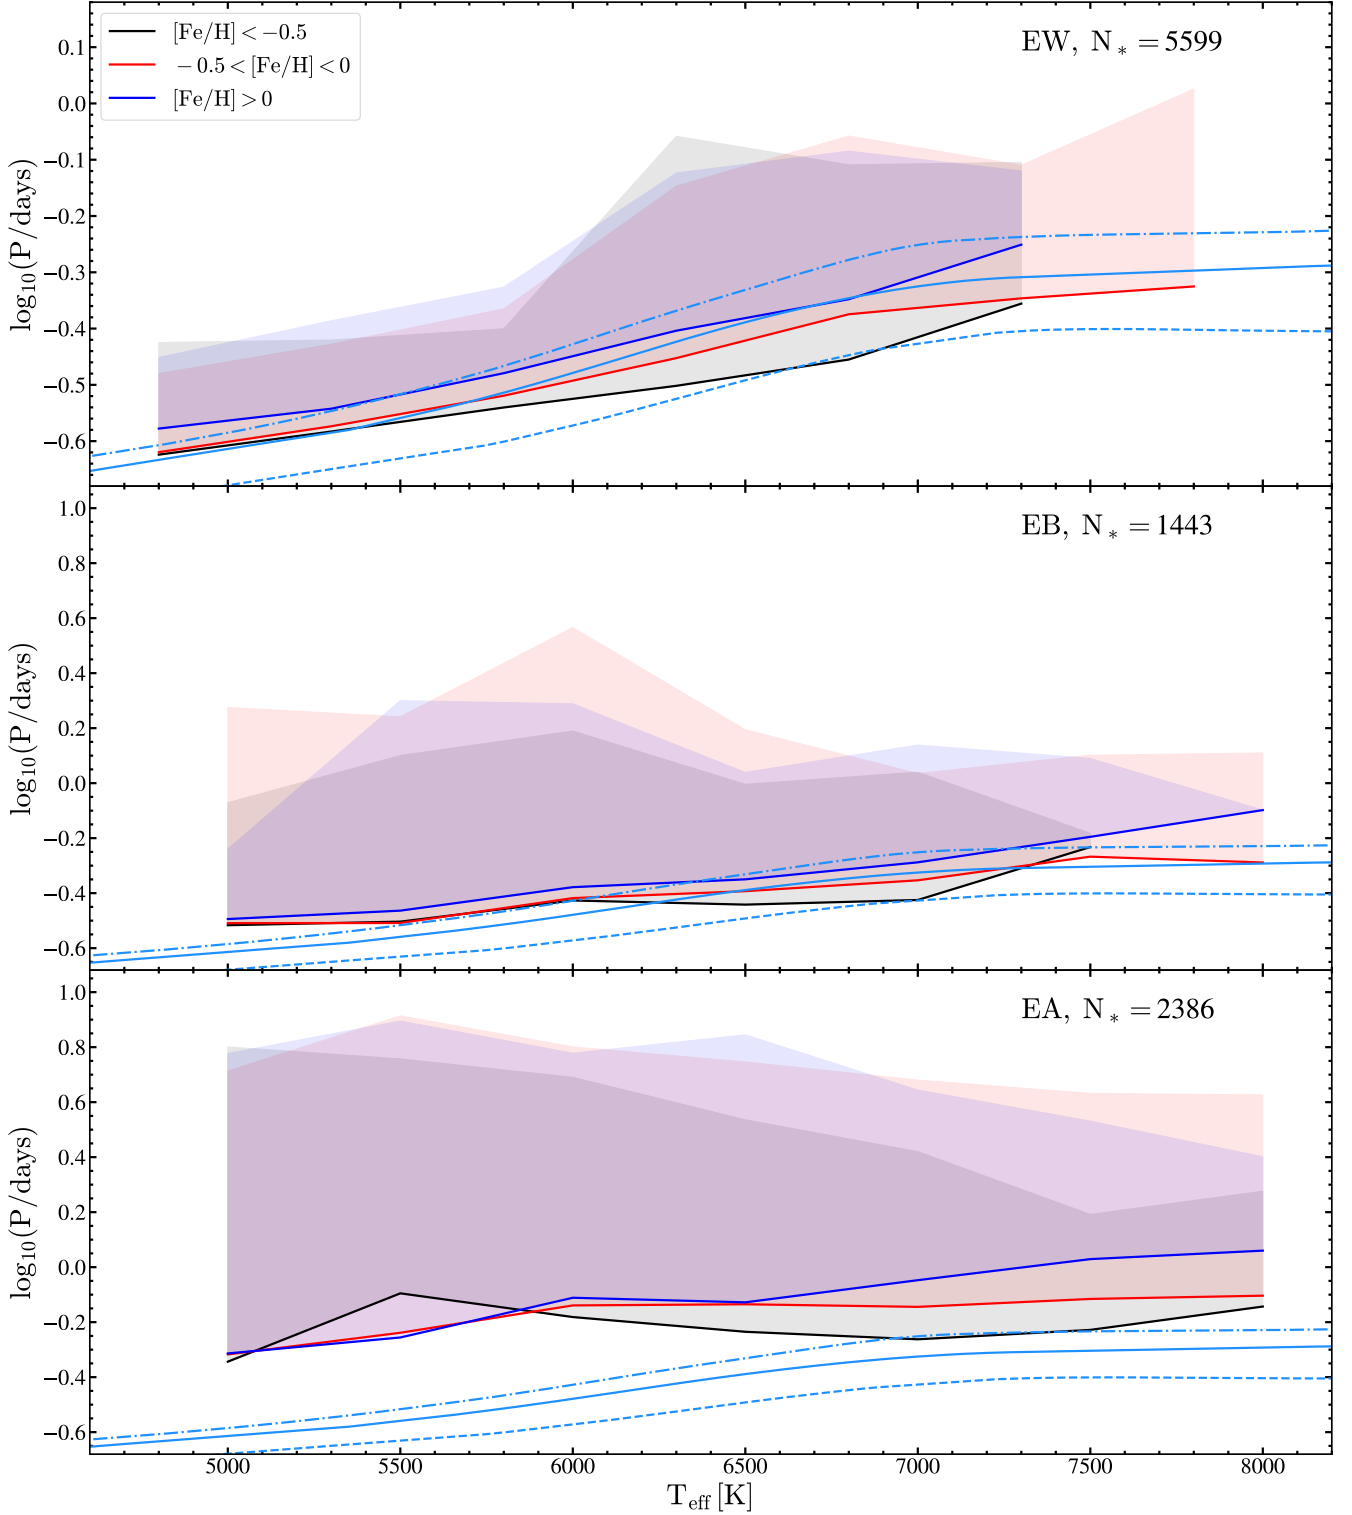 [Fe/H] < −0.5
−0.5 < [Fe/H] < 0
[Fe/H] > 0
EW, N* = 5599
0.1
0.0
−0.1
−0.2
−0.3
−0.4
−0.5
−0.6
log10(P/days)
EB, N* = 1443
1.0
0.8
0.6
0.4
0.2
0.0
−0.2
−0.4
−0.6
log10(P/days)
EA, N* = 2386
1.0
0.8
0.6
0.4
0.2
0.0
−0.2
−0.4
−0.6
log10(P/days)
5000 5500 6000 6500 7000 7500 8000
Teff [K]